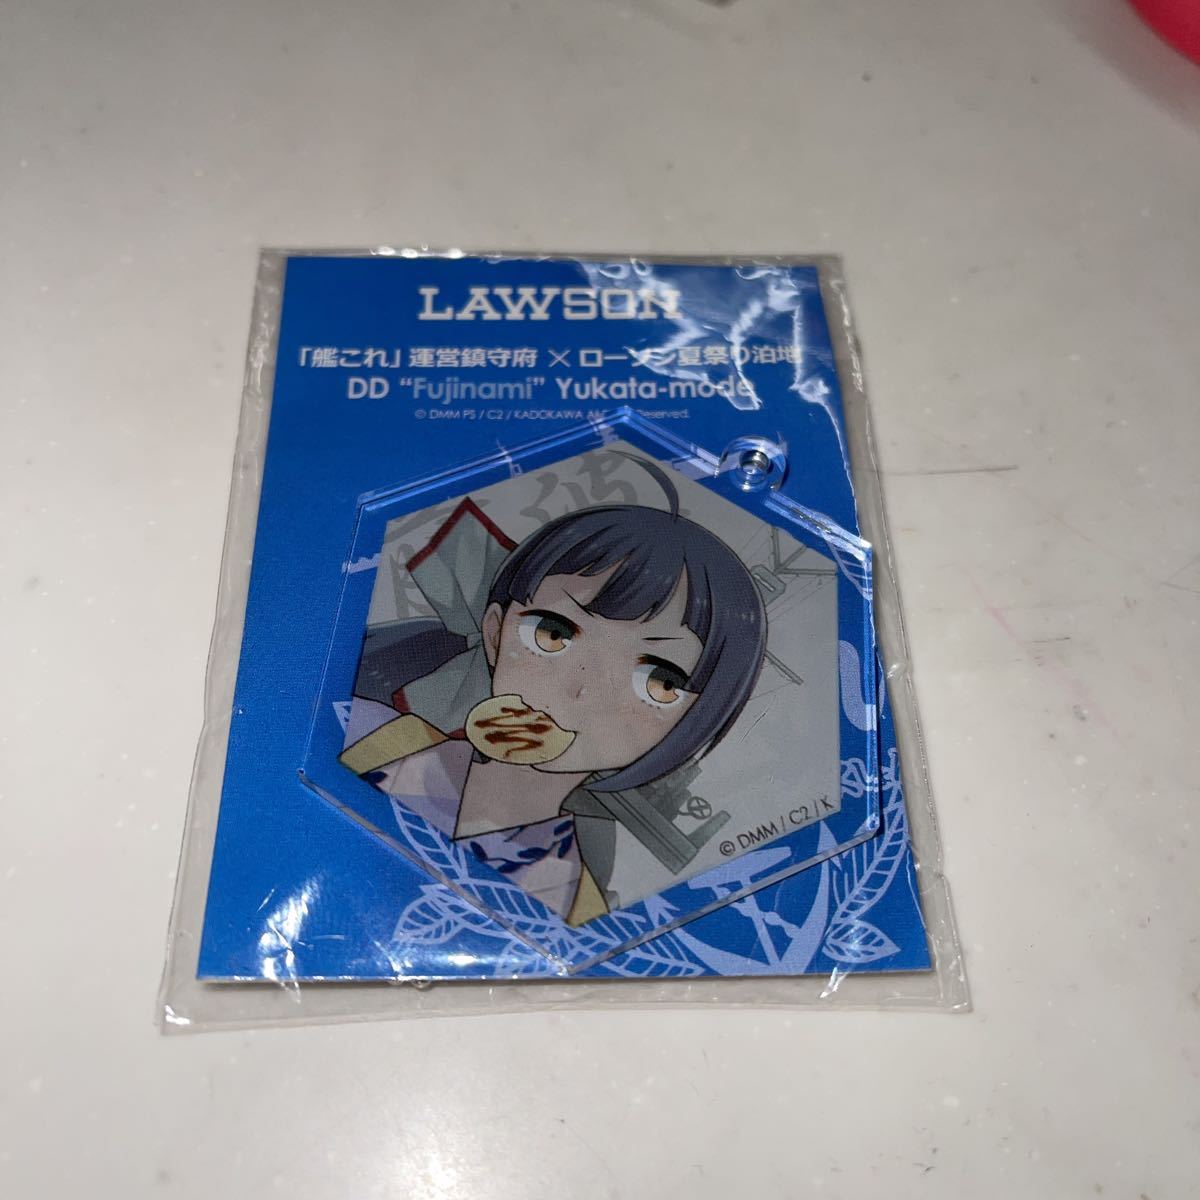 LAWSON
「艦これ」運営鎮守府 × ローソン夏祭り泊地
DD “Fujinami” Yukata-mode
© DMM PS / C2 / KADOKAWA All Reserved.
© DMM / C2 / K